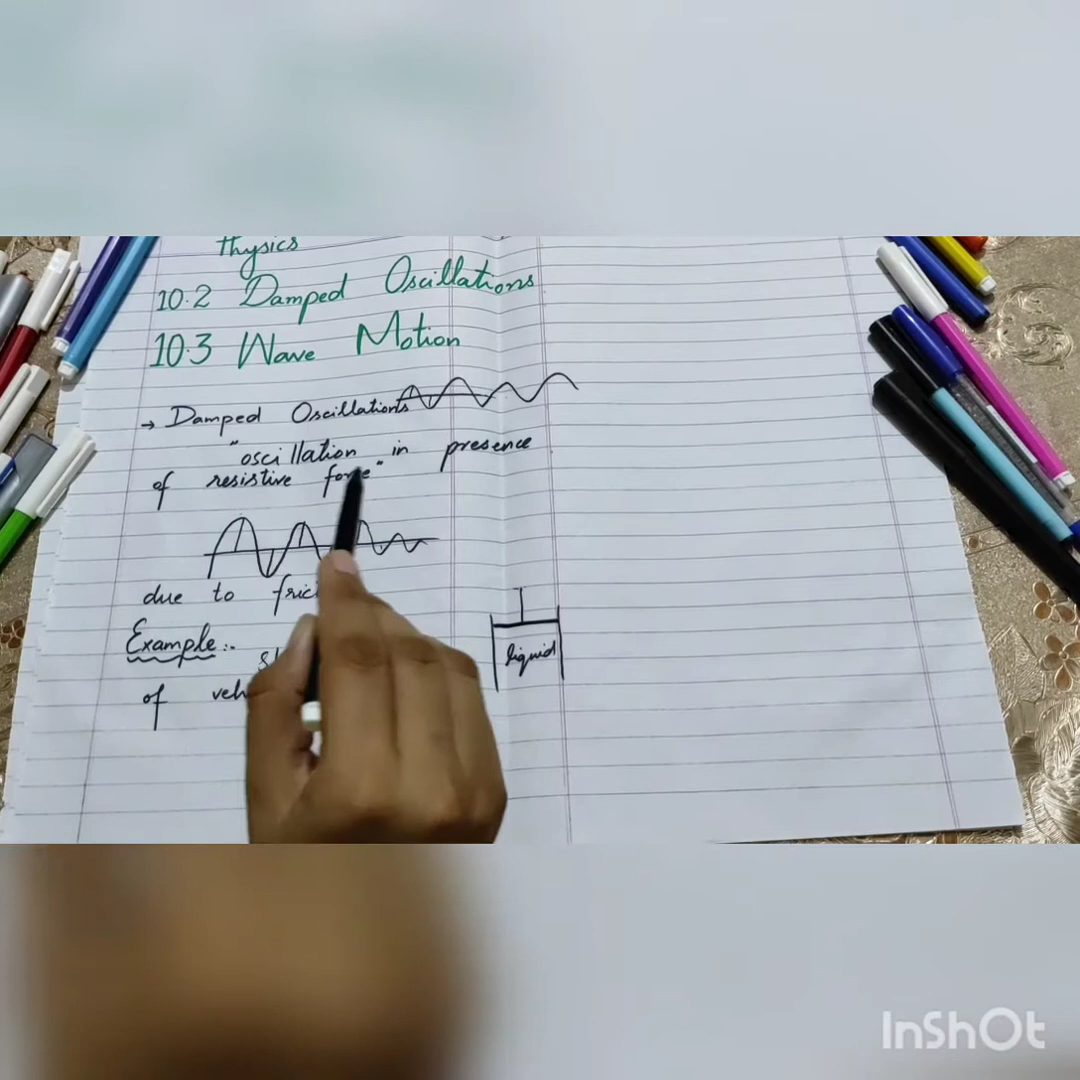 Physics
10.2 Damped Oscillations
10.3 Wave Motion
→ Damped Oscillations
"oscillation in presence
of resistive force"
due to
Example :-
of
liquid
InShOt